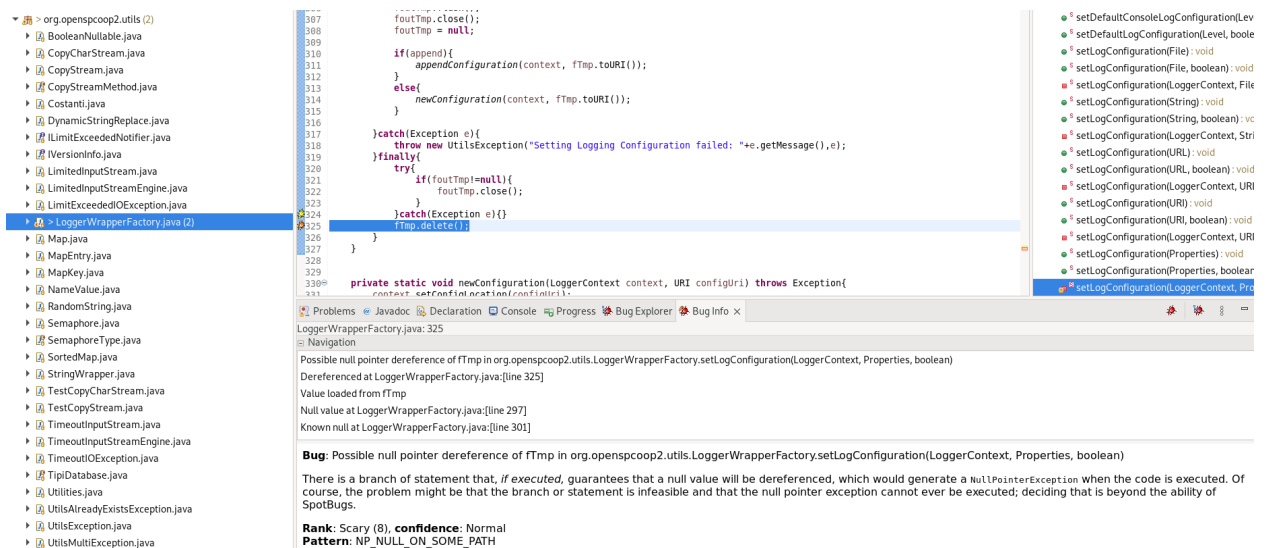 > org.openspcoop2.utils (2)
BooleanNullable.java
CopyCharStream.java
CopyStream.java
CopyStreamMethod.java
Costanti.java
DynamicStringReplace.java
ILimitExceededNotifier.java
IVersionInfo.java
LimitedInputStream.java
LimitedInputStreamEngine.java
LimitExceededIOException.java
> LoggerWrapperFactory.java (2)
Map.java
MapEntry.java
MapKey.java
NameValue.java
RandomString.java
Semaphore.java
SemaphoreType.java
SortedMap.java
StringWrapper.java
TestCopyCharStream.java
TestCopyStream.java
TimeoutInputStream.java
TimeoutInputStreamEngine.java
TimeoutIOException.java
TipiDatabase.java
Utilities.java
UtilsAlreadyExistsException.java
UtilsException.java
UtilsMultiException.java
307 foutTmp.close();
308 foutTmp = null;
309
310 if(append){
311 appendConfiguration(context, fTmp.toURI());
312 }
313 else{
314 newConfiguration(context, fTmp.toURI());
315 }
316
317 }catch(Exception e){
318 throw new UtilsException("Setting Logging Configuration failed: "+e.getMessage(),e);
319 }finally{
320 try{
321 if(foutTmp!=null){
322 foutTmp.close();
323 }
324 }catch(Exception e){}
325 fTmp.delete();
326 }
327 }
328
329
330 private static void newConfiguration(LoggerContext context, URI configUri) throws Exception{
331 context.setConfigLocation(configUri);
setDefaultConsoleLogConfiguration(Lev
setDefaultLogConfiguration(Level, boole
setLogConfiguration(File) : void
setLogConfiguration(File, boolean) : void
setLogConfiguration(LoggerContext, File
setLogConfiguration(String) : void
setLogConfiguration(String, boolean) : vo
setLogConfiguration(LoggerContext, Stri
setLogConfiguration(URL) : void
setLogConfiguration(URL, boolean) : void
setLogConfiguration(LoggerContext, URL
setLogConfiguration(URI) : void
setLogConfiguration(URI, boolean) : void
setLogConfiguration(LoggerContext, URI
setLogConfiguration(Properties) : void
setLogConfiguration(Properties, boolean
setLogConfiguration(LoggerContext, Pro
Problems Javadoc Declaration Console Progress Bug Explorer Bug Info
LoggerWrapperFactory.java: 325
Navigation
Possible null pointer dereference of fTmp in org.openspcoop2.utils.LoggerWrapperFactory.setLogConfiguration(LoggerContext, Properties, boolean)
Dereferenced at LoggerWrapperFactory.java:[line 325]
Value loaded from fTmp
Null value at LoggerWrapperFactory.java:[line 297]
Known null at LoggerWrapperFactory.java:[line 301]
Bug: Possible null pointer dereference of fTmp in org.openspcoop2.utils.LoggerWrapperFactory.setLogConfiguration(LoggerContext, Properties, boolean)
There is a branch of statement that, if executed, guarantees that a null value will be dereferenced, which would generate a NullPointerException when the code is executed. Of
course, the problem might be that the branch or statement is infeasible and that the null pointer exception cannot ever be executed; deciding that is beyond the ability of
SpotBugs.
Rank: Scary (8), confidence: Normal
Pattern: NP_NULL_ON_SOME_PATH